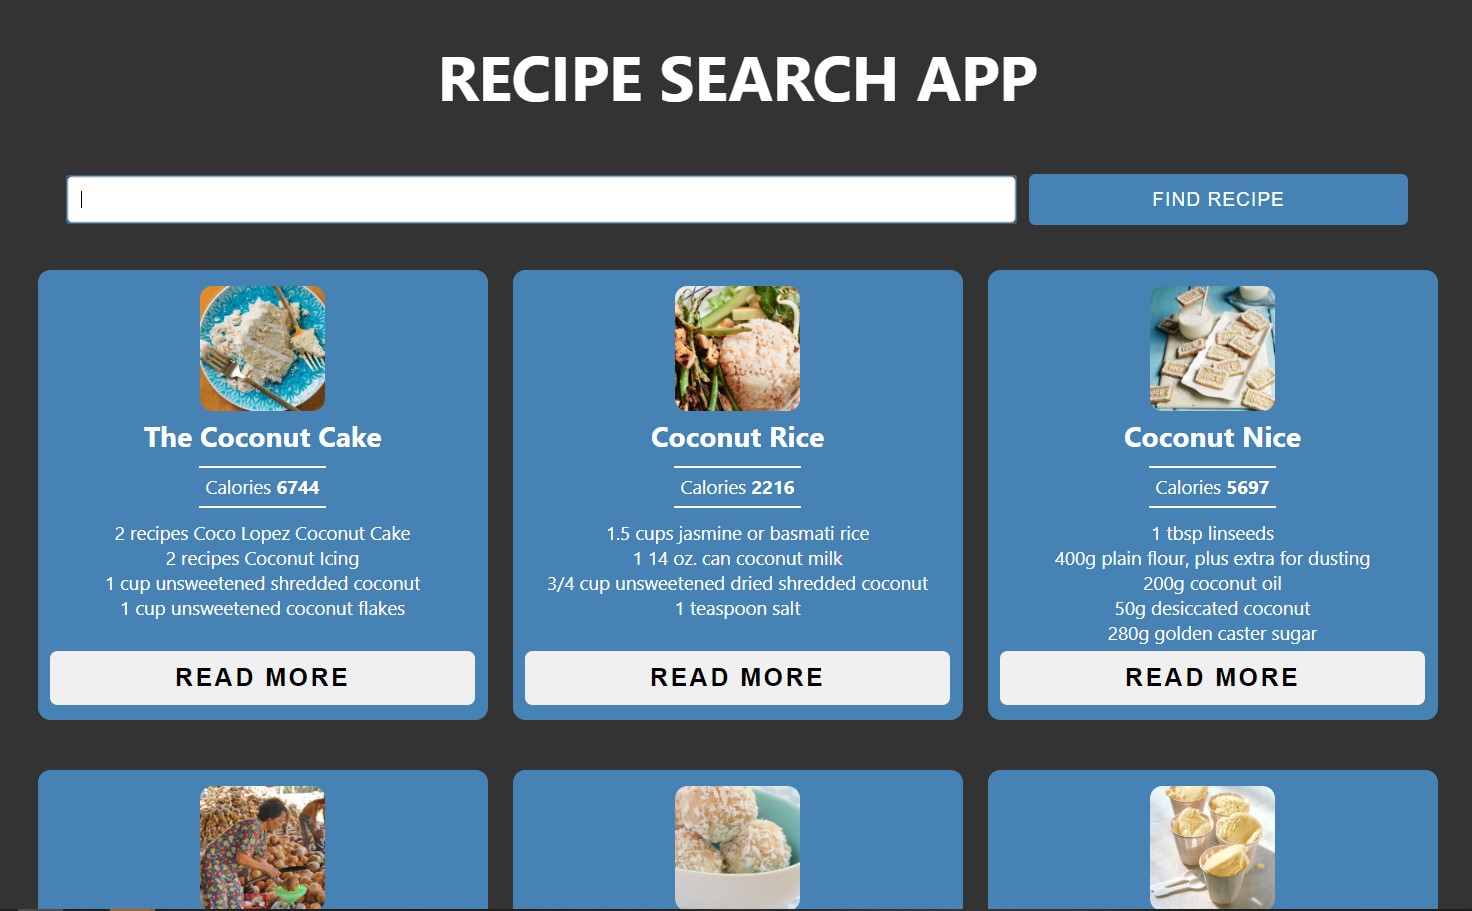 RECIPE SEARCH APP
FIND RECIPE
The Coconut Cake
Calories 6744
2 recipes Coco Lopez Coconut Cake
2 recipes Coconut Icing
1 cup unsweetened shredded coconut
1 cup unsweetened coconut flakes
READ MORE
Coconut Rice
Calories 2216
1.5 cups jasmine or basmati rice
1 14 oz. can coconut milk
3/4 cup unsweetened dried shredded coconut
1 teaspoon salt
READ MORE
Coconut Nice
Calories 5697
1 tbsp linseeds
400g plain flour, plus extra for dusting
200g coconut oil
50g desiccated coconut
280g golden caster sugar
READ MORE